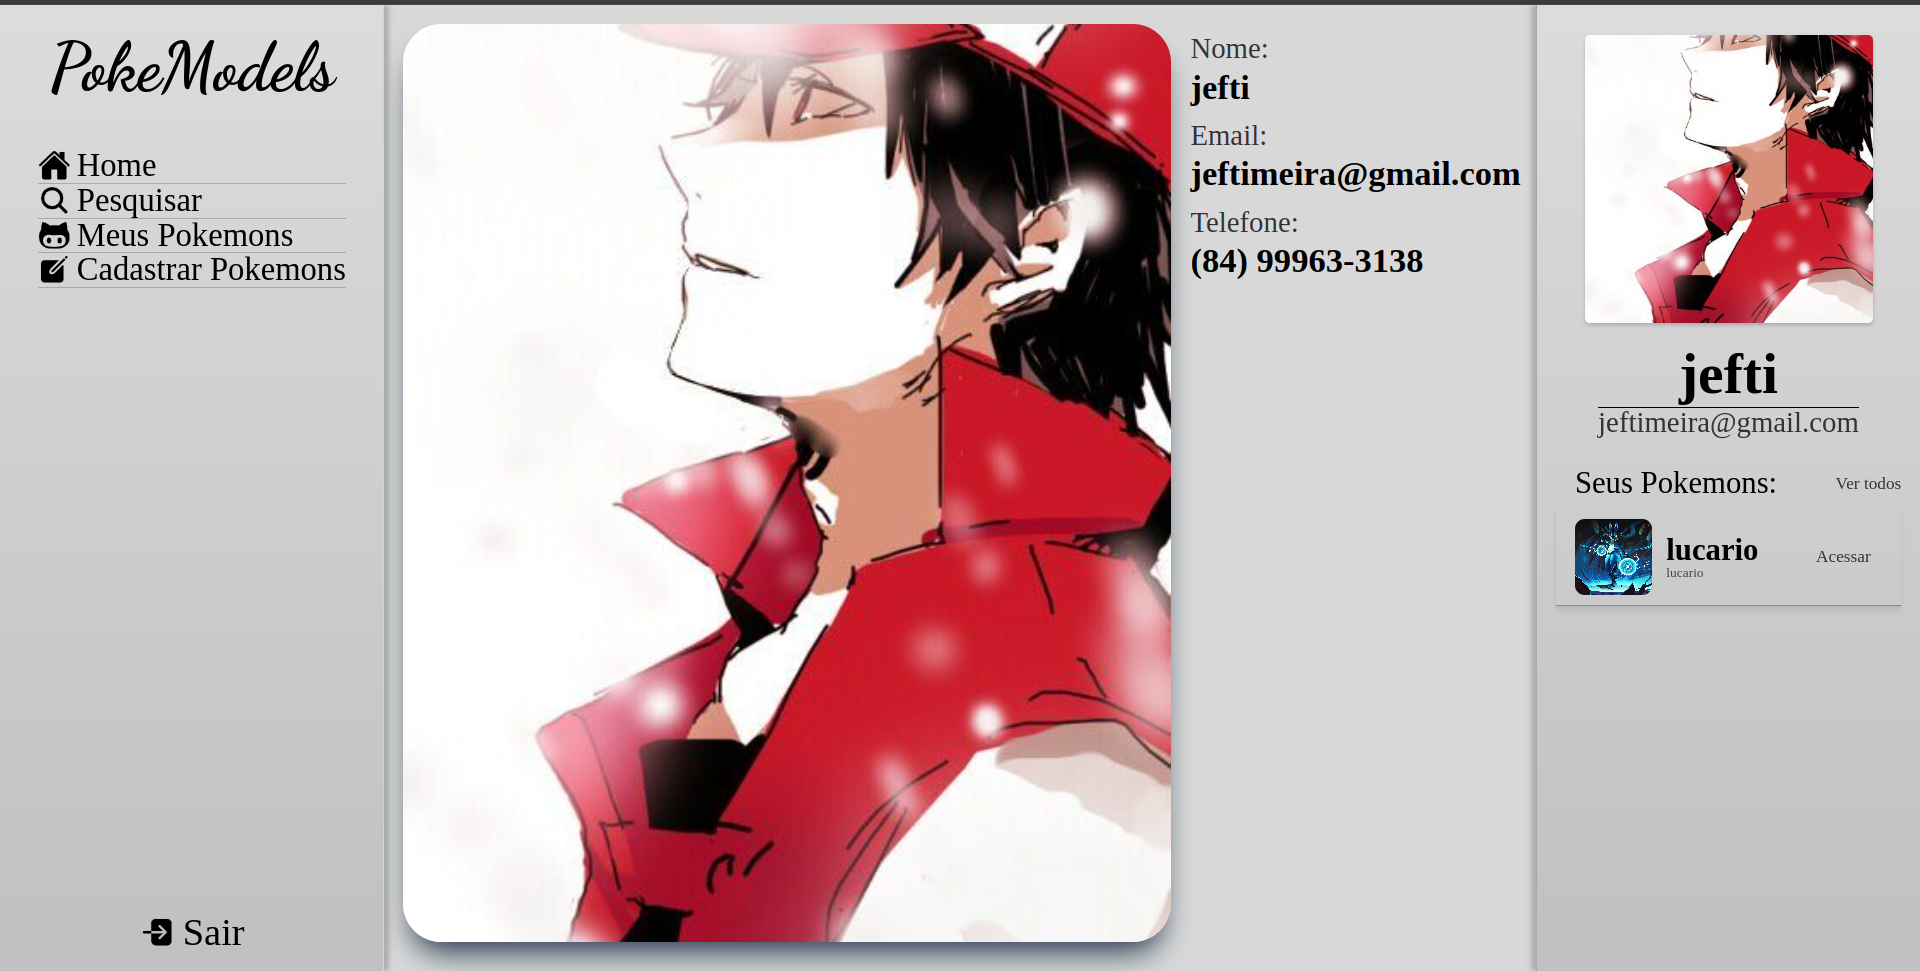 PokeModels
Home
Pesquisar
Meus Pokemons
Cadastrar Pokemons
Sair
Nome:
jefti
Email:
jeftimeira@gmail.com
Telefone:
(84) 99963-3138
jefti
jeftimeira@gmail.com
Seus Pokemons:
Ver todos
lucario
lucario
Acessar